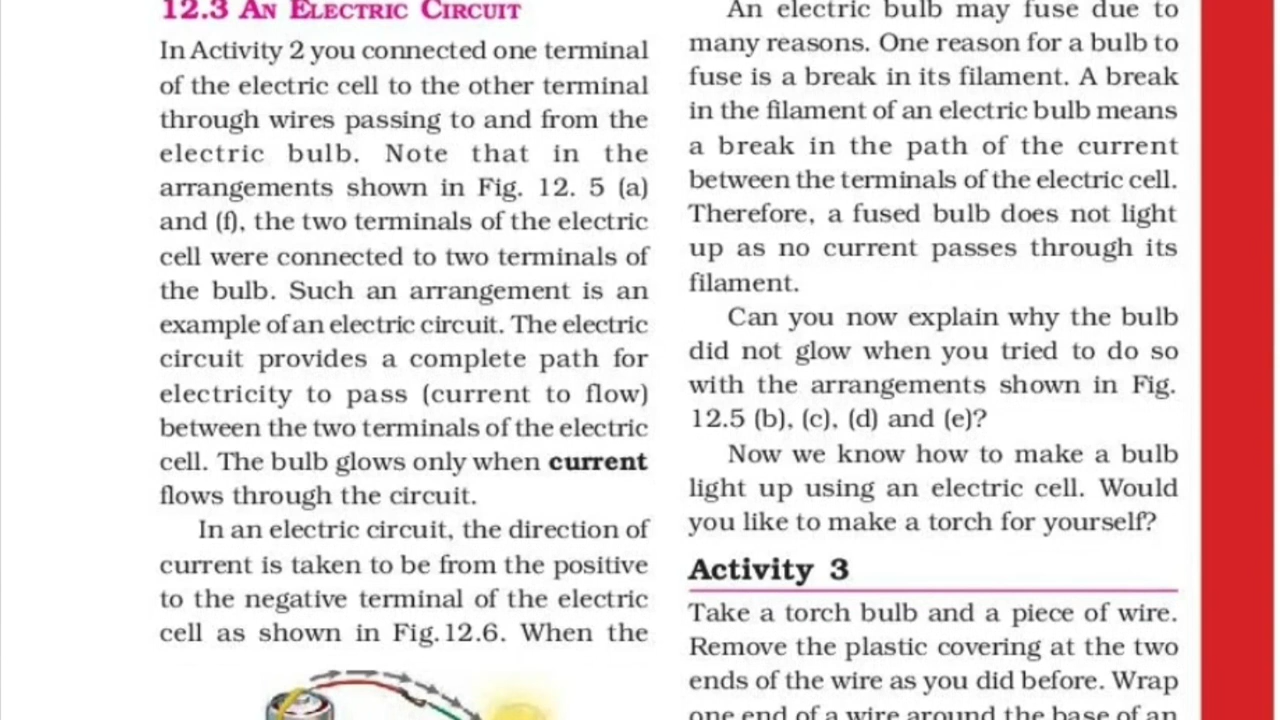 12.3 AN ELECTRIC CIRCUIT
In Activity 2 you connected one terminal
of the electric cell to the other terminal
through wires passing to and from the
electric bulb. Note that in the
arrangements shown in Fig. 12. 5 (a)
and (f), the two terminals of the electric
cell were connected to two terminals of
the bulb. Such an arrangement is an
example of an electric circuit. The electric
circuit provides a complete path for
electricity to pass (current to flow)
between the two terminals of the electric
cell. The bulb glows only when current
flows through the circuit.
In an electric circuit, the direction of
current is taken to be from the positive
to the negative terminal of the electric
cell as shown in Fig.12.6. When the
An electric bulb may fuse due to
many reasons. One reason for a bulb to
fuse is a break in its filament. A break
in the filament of an electric bulb means
a break in the path of the current
between the terminals of the electric cell.
Therefore, a fused bulb does not light
up as no current passes through its
filament.
Can you now explain why the bulb
did not glow when you tried to do so
with the arrangements shown in Fig.
12.5 (b), (c), (d) and (e)?
Now we know how to make a bulb
light up using an electric cell. Would
you like to make a torch for yourself?
Activity 3
Take a torch bulb and a piece of wire.
Remove the plastic covering at the two
ends of the wire as you did before. Wrap
one end of a wire around the base of an